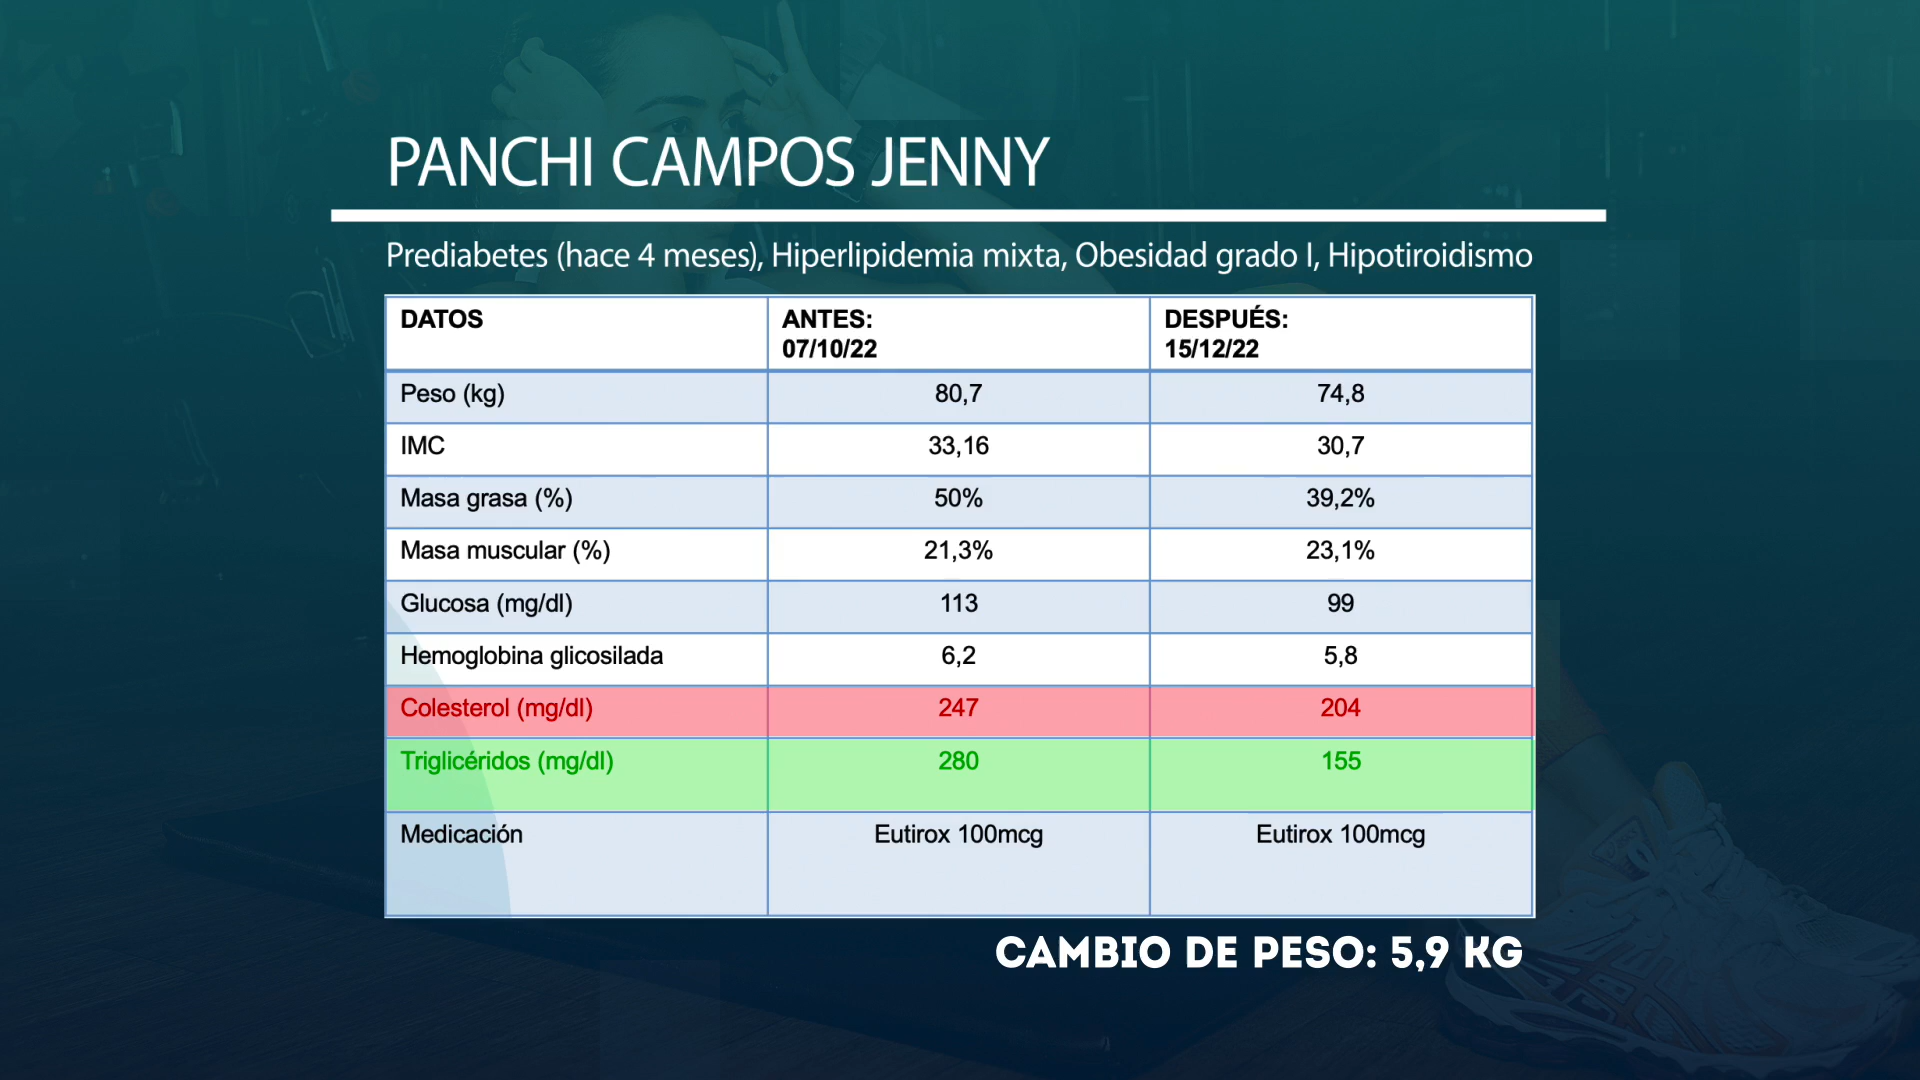 PANCHI CAMPOS JENNY
Prediabetes (hace 4 meses), Hiperlipidemia mixta, Obesidad grado I, Hipotiroidismo
DATOS ANTES: 07/10/22 DESPUÉS: 15/12/22
Peso (kg) 80,7 74,8
IMC 33,16 30,7
Masa grasa (%) 50% 39,2%
Masa muscular (%) 21,3% 23,1%
Glucosa (mg/dl) 113 99
Hemoglobina glicosilada 6,2 5,8
Colesterol (mg/dl) 247 204
Triglicéridos (mg/dl) 280 155
Medicación Eutirox 100mcg Eutirox 100mcg
CAMBIO DE PESO: 5,9 KG